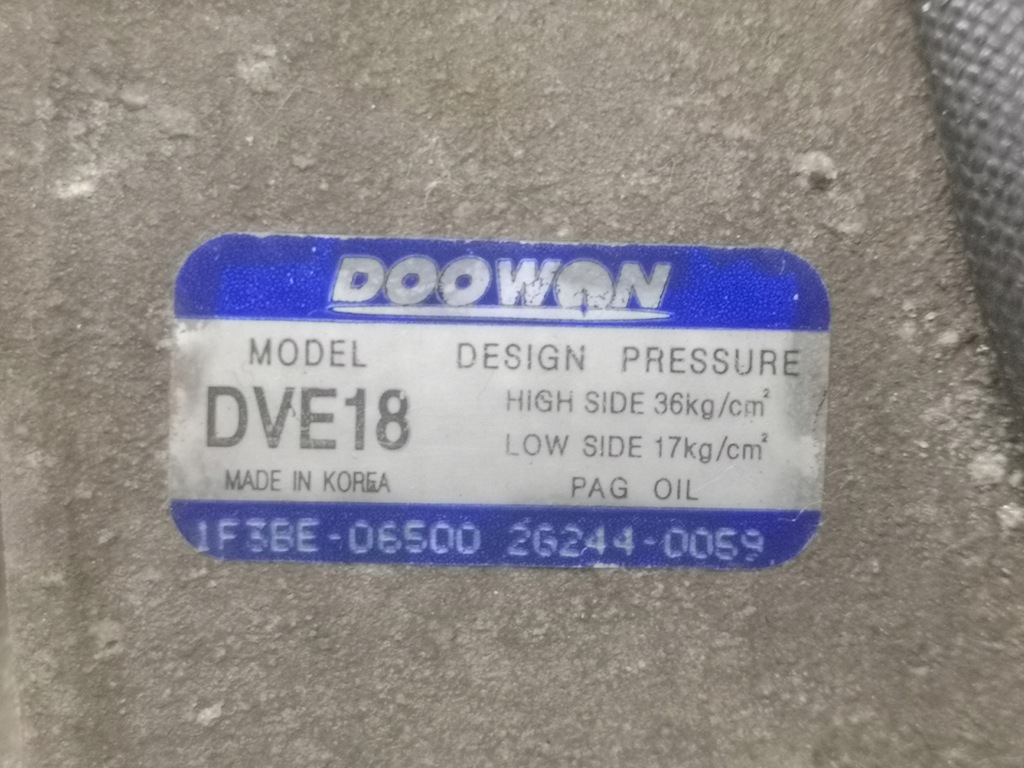 DOOWON
MODEL
DVE18
MADE IN KOREA
DESIGN PRESSURE
HIGH SIDE 36kg/cm²
LOW SIDE 17kg/cm²
PAG OIL
1F3BE-06500 2G244-0059